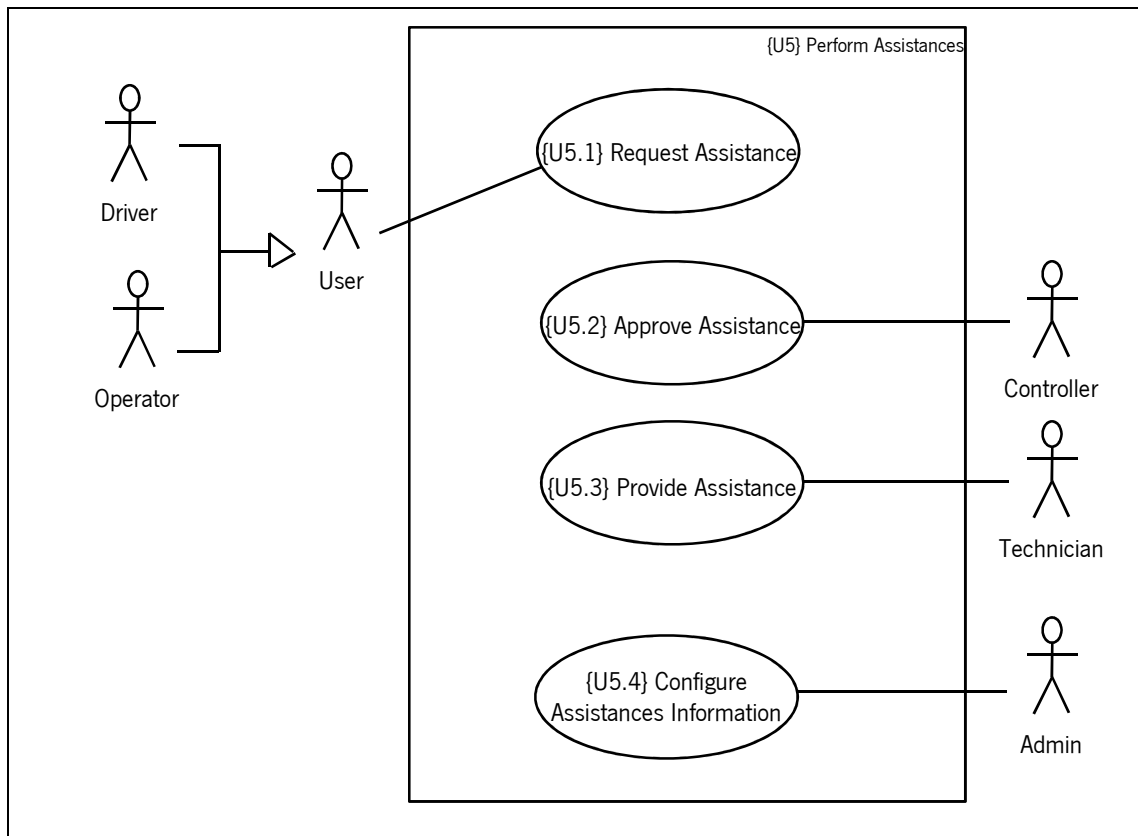 {U5} Perform Assistances
{U5.1} Request Assistance
Driver
User
Operator
{U5.2} Approve Assistance
Controller
{U5.3} Provide Assistance
Technician
{U5.4} Configure
Assistances Information
Admin